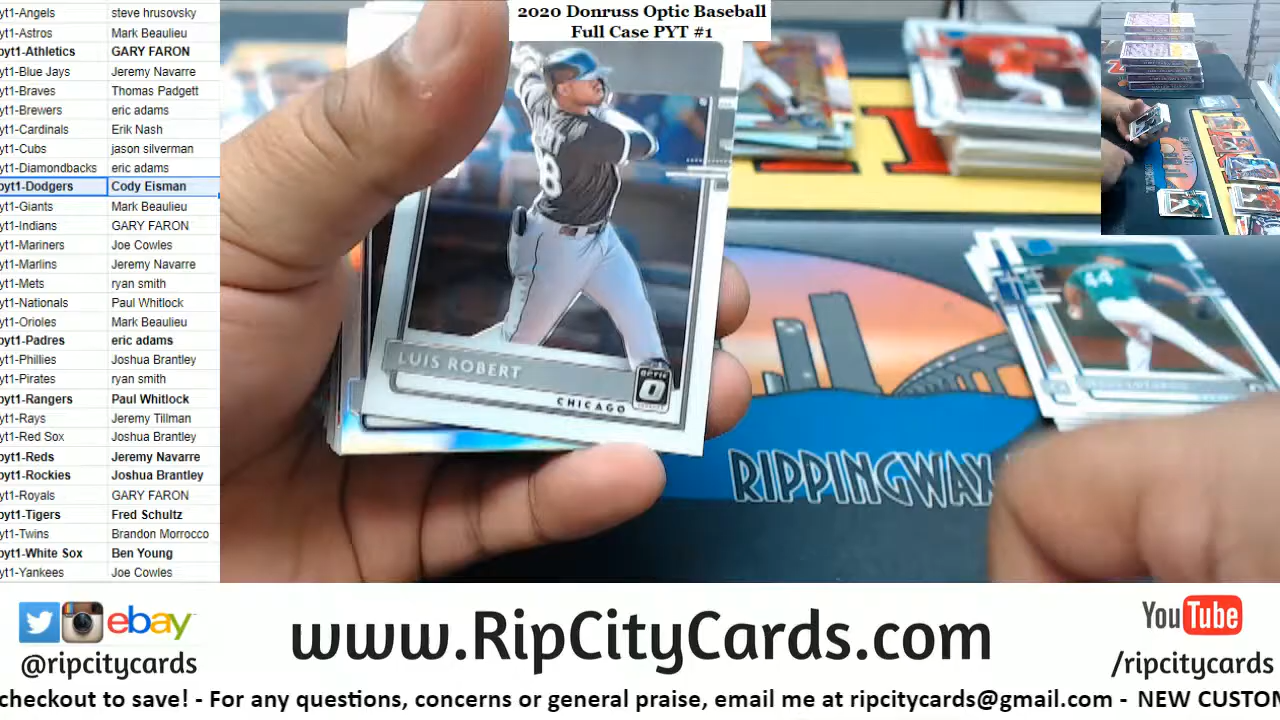 2020 Donruss Optic Baseball
Full Case PYT #1
yt1-Angels steve hrusovsky
yt1-Astros Mark Beaulieu
pyt1-Athletics GARY FARON
yt1-Blue Jays Jeremy Navarre
yt1-Braves Thomas Padgett
yt1-Brewers eric adams
yt1-Cardinals Erik Nash
yt1-Cubs jason silverman
yt1-Diamondbacks eric adams
pyt1-Dodgers Cody Eisman
yt1-Giants Mark Beaulieu
yt1-Indians GARY FARON
yt1-Mariners Joe Cowles
yt1-Marlins Jeremy Navarre
yt1-Mets ryan smith
yt1-Nationals Paul Whitlock
yt1-Orioles Mark Beaulieu
pyt1-Padres eric adams
yt1-Phillies Joshua Brantley
yt1-Pirates ryan smith
pyt1-Rangers Paul Whitlock
yt1-Rays Jeremy Tillman
yt1-Red Sox Joshua Brantley
pyt1-Reds Jeremy Navarre
pyt1-Rockies Joshua Brantley
yt1-Royals GARY FARON
pyt1-Tigers Fred Schultz
yt1-Twins Brandon Morrocco
pyt1-White Sox Ben Young
yt1-Yankees Joe Cowles
8
LUIS ROBERT
OPTIC
CHICAGO
44
RIPPINGWAX
ebay
@ripcitycards
www.RipCityCards.com
YouTube
/ripcitycards
checkout to save! - For any questions, concerns or general praise, email me at ripcitycards@gmail.com - NEW CUSTOM